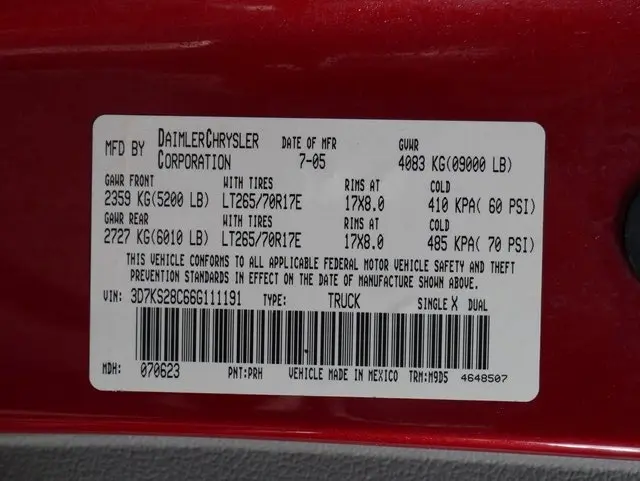 MFD BY DAIMLERCHRYSLER CORPORATION DATE OF MFR 7-05 GVWR 4083 KG(09000 LB)
GAWR FRONT WITH TIRES RIMS AT COLD
2359 KG(5200 LB) LT265/70R17E 17X8.0 410 KPA( 60 PSI)
GAWR REAR WITH TIRES RIMS AT COLD
2727 KG(6010 LB) LT265/70R17E 17X8.0 485 KPA( 70 PSI)
THIS VEHICLE CONFORMS TO ALL APPLICABLE FEDERAL MOTOR VEHICLE SAFETY AND THEFT
PREVENTION STANDARDS IN EFFECT ON THE DATE OF MANUFACTURE SHOWN ABOVE.
VIN: 3D7KS28C66G111191 TYPE: TRUCK SINGLE X DUAL
MDH: 070623 PNT:PRH VEHICLE MADE IN MEXICO TRM:M9D5 4648507